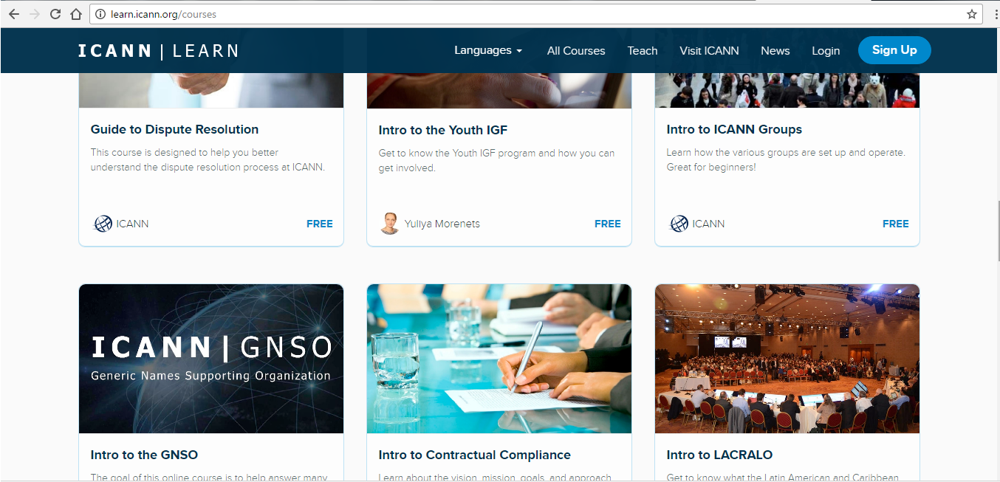 learn.icann.org/courses
ICANN | LEARN
Languages
All Courses
Teach
Visit ICANN
News
Login
Sign Up
Guide to Dispute Resolution
This course is designed to help you better
understand the dispute resolution process at ICANN.
ICANN
FREE
Intro to the Youth IGF
Get to know the Youth IGF program and how you can
get involved.
Yuliya Morenets
FREE
Intro to ICANN Groups
Learn how the various groups are set up and operate.
Great for beginners!
ICANN
FREE
ICANN | GNSO
Generic Names Supporting Organization
Intro to the GNSO
The goal of this online course is to help answer many
Intro to Contractual Compliance
Learn about the vision, mission, goals, and approach
Intro to LACRALO
Get to know what the Latin American and Caribbean